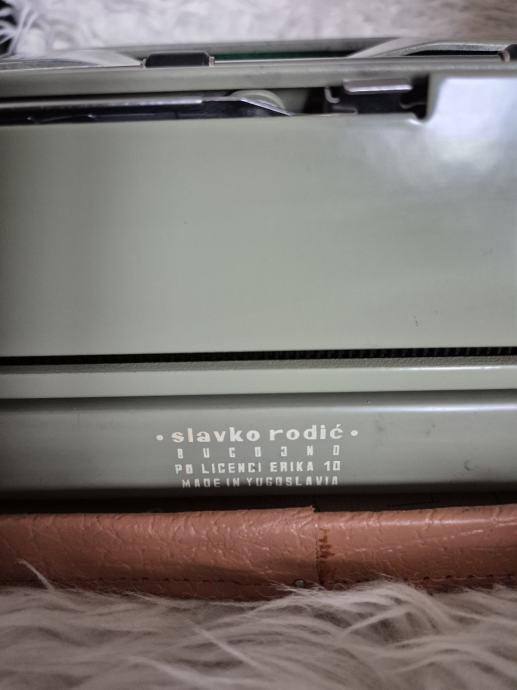 • slavko rodić •
BUGOJNO
PO LICENCI ERIKA 10
MADE IN YUGOSLAVIA